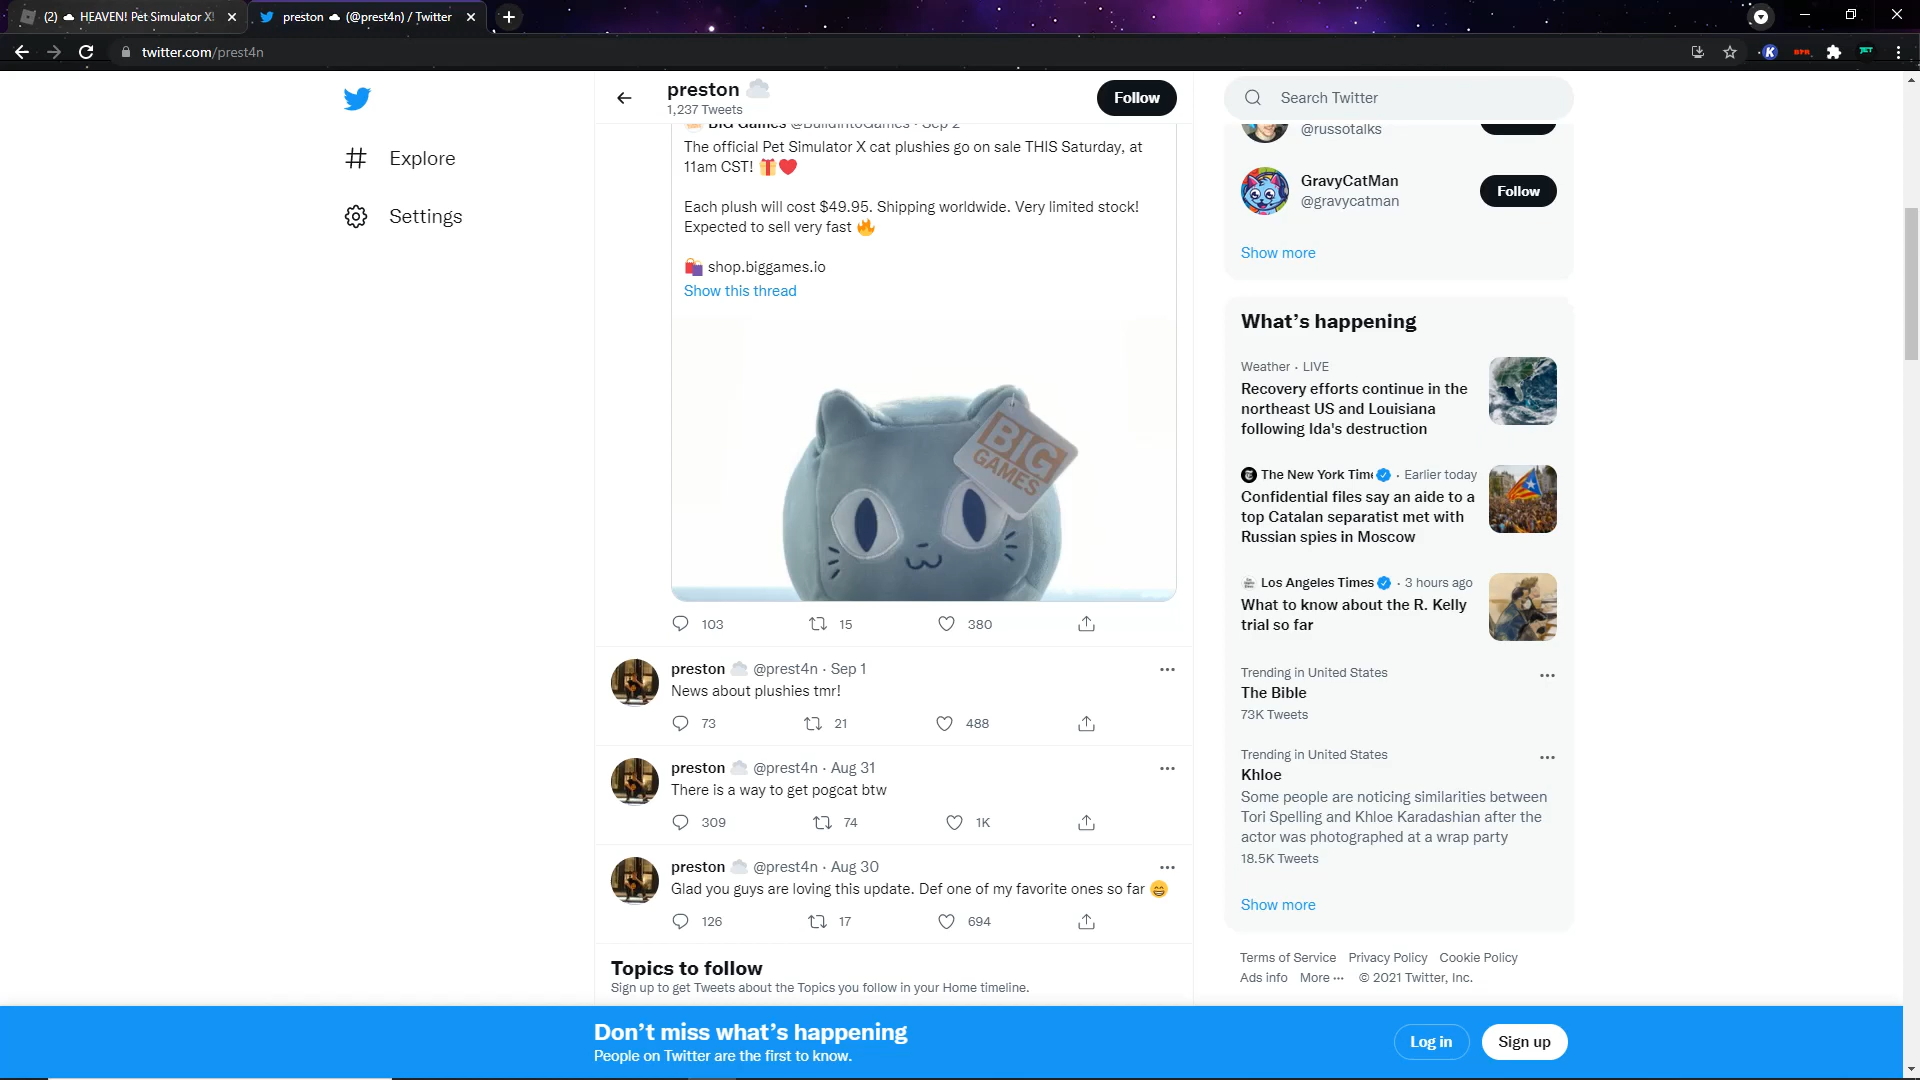 (2) ☁ HEAVEN! Pet Simulator X!
preston ☁ (@prest4n) / Twitter
twitter.com/prest4n
Explore
Settings
preston
1,237 Tweets
Follow
BIG Games @BuildIntoGames · Sep 2
The official Pet Simulator X cat plushies go on sale THIS Saturday, at
11am CST! 🎁❤️
Each plush will cost $49.95. Shipping worldwide. Very limited stock!
Expected to sell very fast 🔥
🛍️ shop.biggames.io
Show this thread
BIG
GAMES
103 15 380
preston ☁️ @prest4n · Sep 1
News about plushies tmr!
73 21 488
preston ☁️ @prest4n · Aug 31
There is a way to get pogcat btw
309 74 1K
preston ☁️ @prest4n · Aug 30
Glad you guys are loving this update. Def one of my favorite ones so far 😁
126 17 694
Topics to follow
Sign up to get Tweets about the Topics you follow in your Home timeline.
Search Twitter
@russotalks
GravyCatMan
@gravycatman
Follow
Show more
What's happening
Weather · LIVE
Recovery efforts continue in the
northeast US and Louisiana
following Ida's destruction
The New York Tim · Earlier today
Confidential files say an aide to a
top Catalan separatist met with
Russian spies in Moscow
Los Angeles Times · 3 hours ago
What to know about the R. Kelly
trial so far
Trending in United States
The Bible
73K Tweets
Trending in United States
Khloe
Some people are noticing similarities between
Tori Spelling and Khloe Karadashian after the
actor was photographed at a wrap party
18.5K Tweets
Show more
Terms of Service Privacy Policy Cookie Policy
Ads info More ··· © 2021 Twitter, Inc.
Don't miss what's happening
People on Twitter are the first to know.
Log in
Sign up